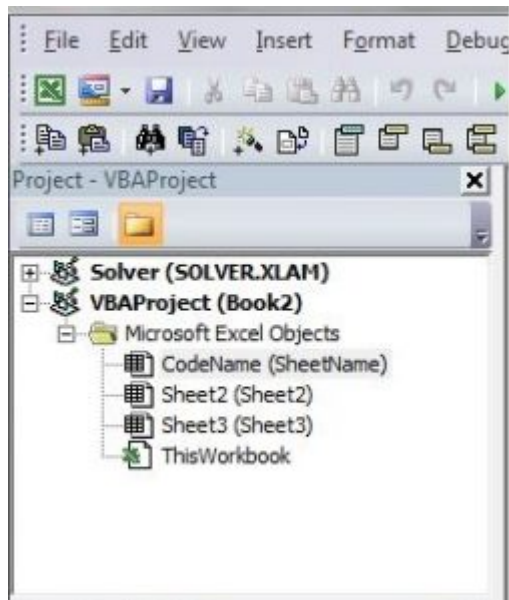 File Edit View Insert Format Debug
Project - VBAProject
Solver (SOLVER.XLAM)
VBAProject (Book2)
Microsoft Excel Objects
CodeName (SheetName)
Sheet2 (Sheet2)
Sheet3 (Sheet3)
ThisWorkbook